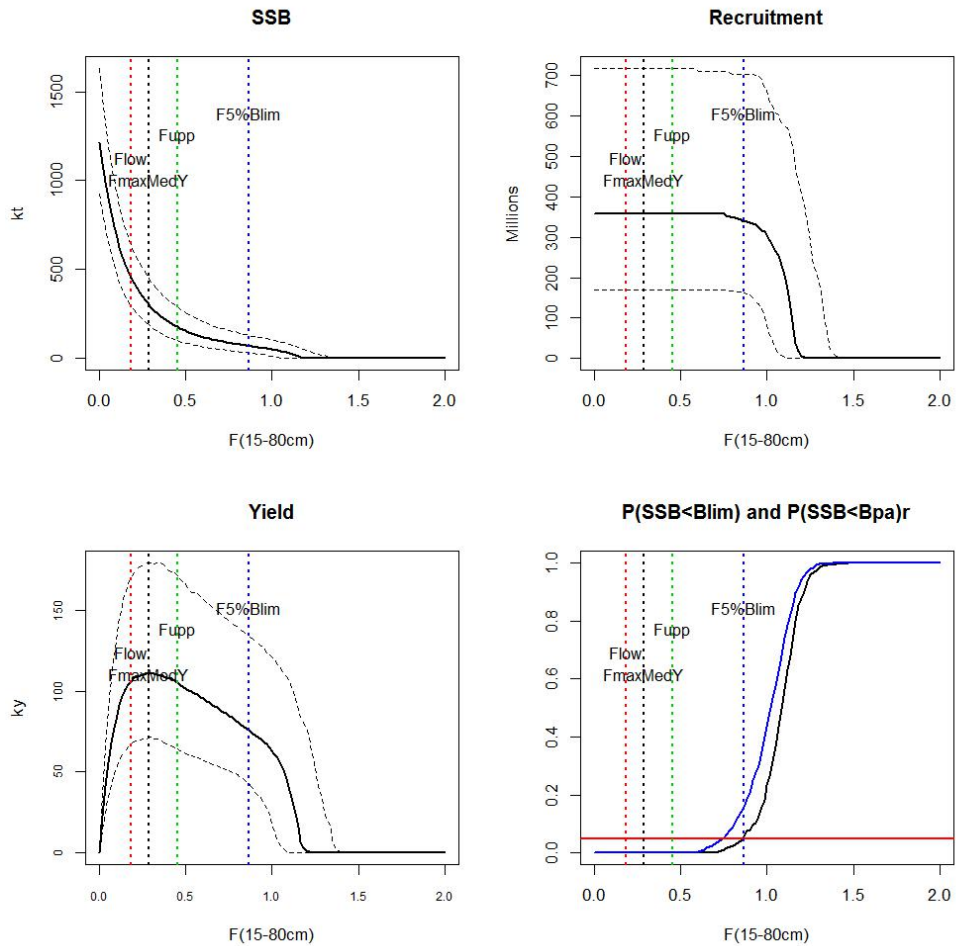 SSB
kt
0
500
1000
1500
F5%Blim
Fupp
Flow
FmaxMedY
0.0 0.5 1.0 1.5 2.0
F(15-80cm)
Recruitment
Millions
0 100 200 300 400 500 600 700
F5%Blim
Fupp
Flow
FmaxMedY
0.0 0.5 1.0 1.5 2.0
F(15-80cm)
Yield
ky
0 50 100 150
F5%Blim
Fupp
Flow
FmaxMedY
0.0 0.5 1.0 1.5 2.0
F(15-80cm)
P(SSB<Blim) and P(SSB<Bpa)r
0.0 0.2 0.4 0.6 0.8 1.0
F5%Blim
Fupp
Flow
FmaxMedY
0.0 0.5 1.0 1.5 2.0
F(15-80cm)